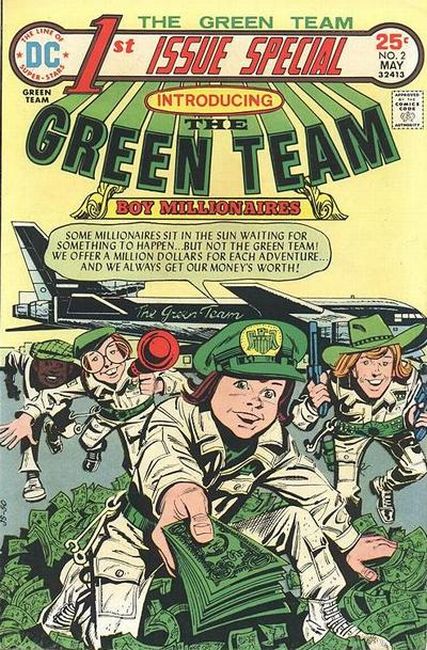 THE GREEN TEAM
THE LINE OF
DC
SUPER-STARS
1st ISSUE SPECIAL
25¢
NO. 2
MAY
32413
GREEN
TEAM
APPROVED
BY THE
COMICS
CODE
AUTHORITY
INTRODUCING
THE
GREEN TEAM
BOY MILLIONAIRES
SOME MILLIONAIRES SIT IN THE SUN WAITING FOR
SOMETHING TO HAPPEN...BUT NOT THE GREEN TEAM!
WE OFFER A MILLION DOLLARS FOR EACH ADVENTURE...
AND WE ALWAYS GET OUR MONEY'S WORTH!
The Green Team